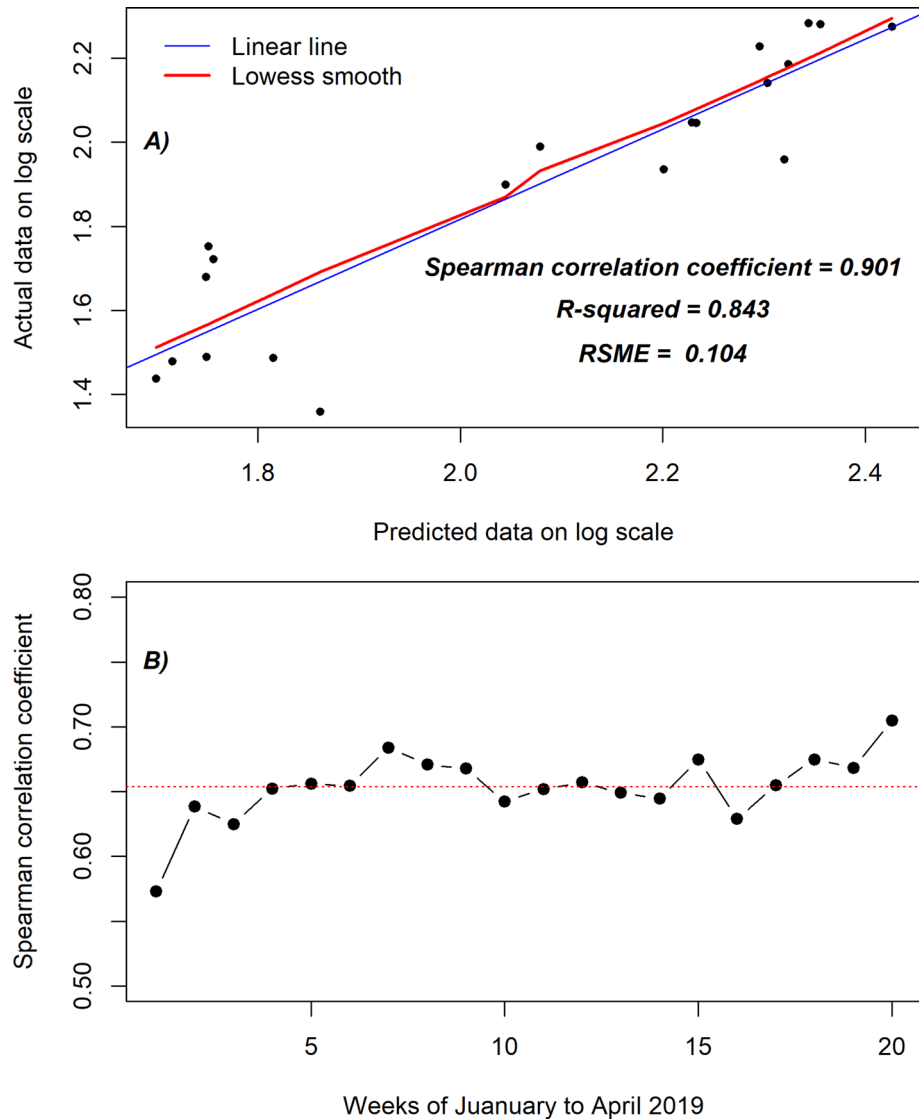 Linear line
Lowess smooth
A)
Spearman correlation coefficient = 0.901
R-squared = 0.843
RSME = 0.104
Actual data on log scale
2.2
2.0
1.8
1.6
1.4
1.8
2.0
2.2
2.4
Predicted data on log scale
B)
Spearman correlation coefficient
0.80
0.70
0.60
0.50
5
10
15
20
Weeks of Juanuary to April 2019